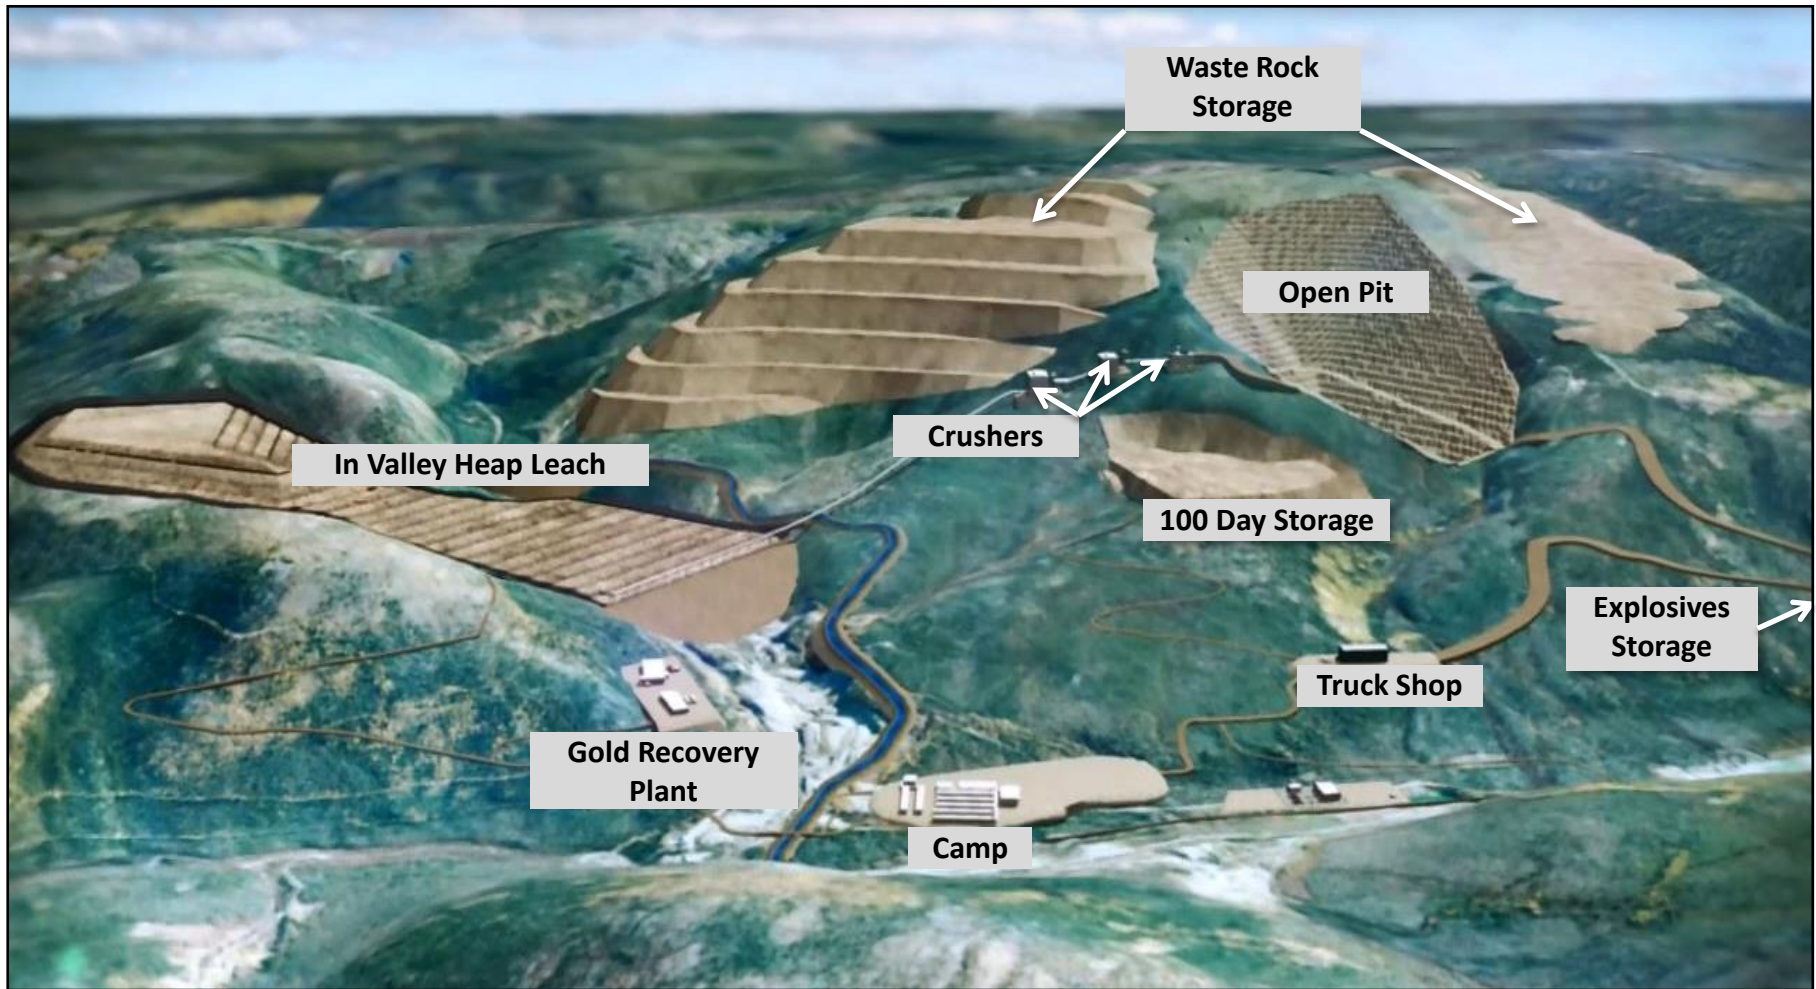 Waste Rock
Storage
Open Pit
Crushers
In Valley Heap Leach
100 Day Storage
Explosives
Storage
Truck Shop
Gold Recovery
Plant
Camp